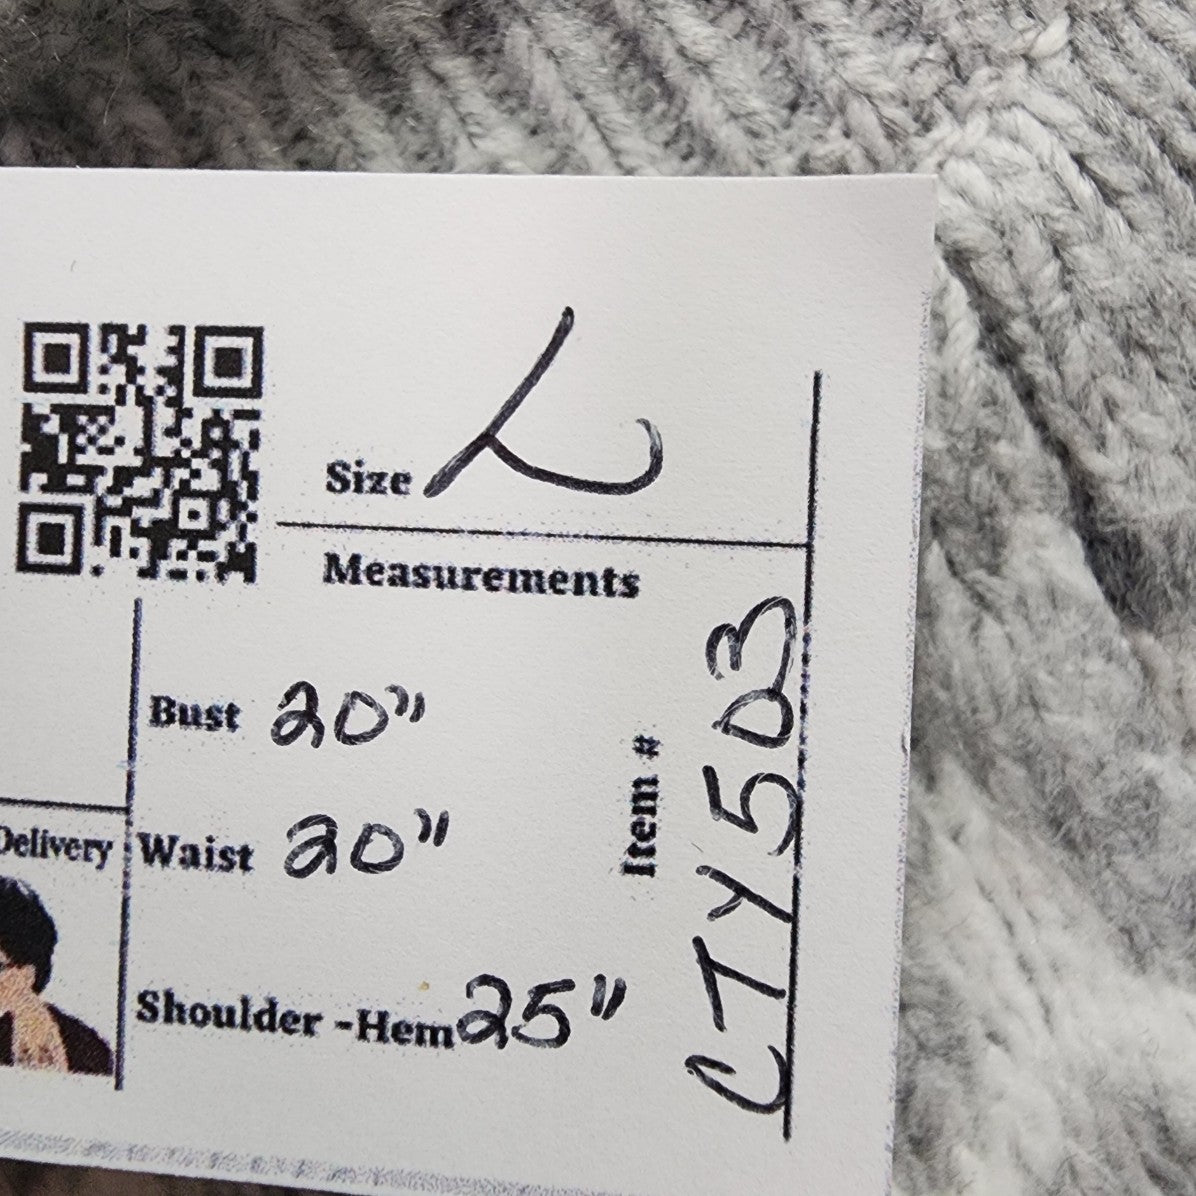 Size L
Measurements
Bust 20"
Waist 20"
Shoulder -Hem 25"
Item # CTY503
Delivery